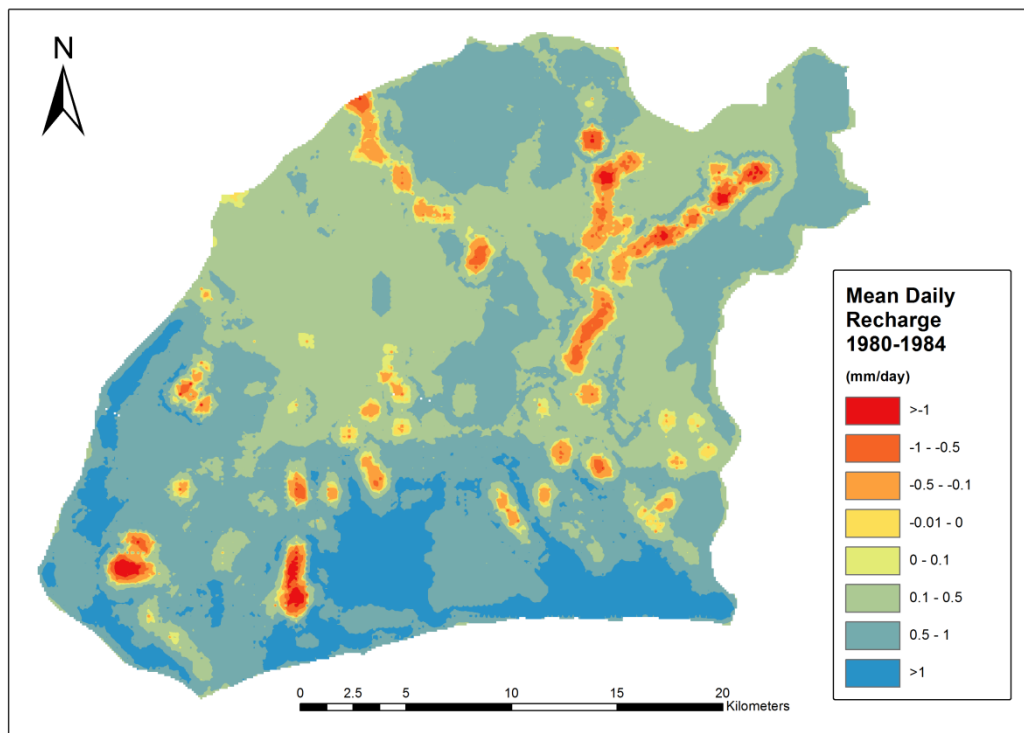 N
Mean Daily
Recharge
1980-1984
(mm/day)
>-1
-1 - -0.5
-0.5 - -0.1
-0.01 - 0
0 - 0.1
0.1 - 0.5
0.5 - 1
>1
0 2.5 5 10 15 20
Kilometers